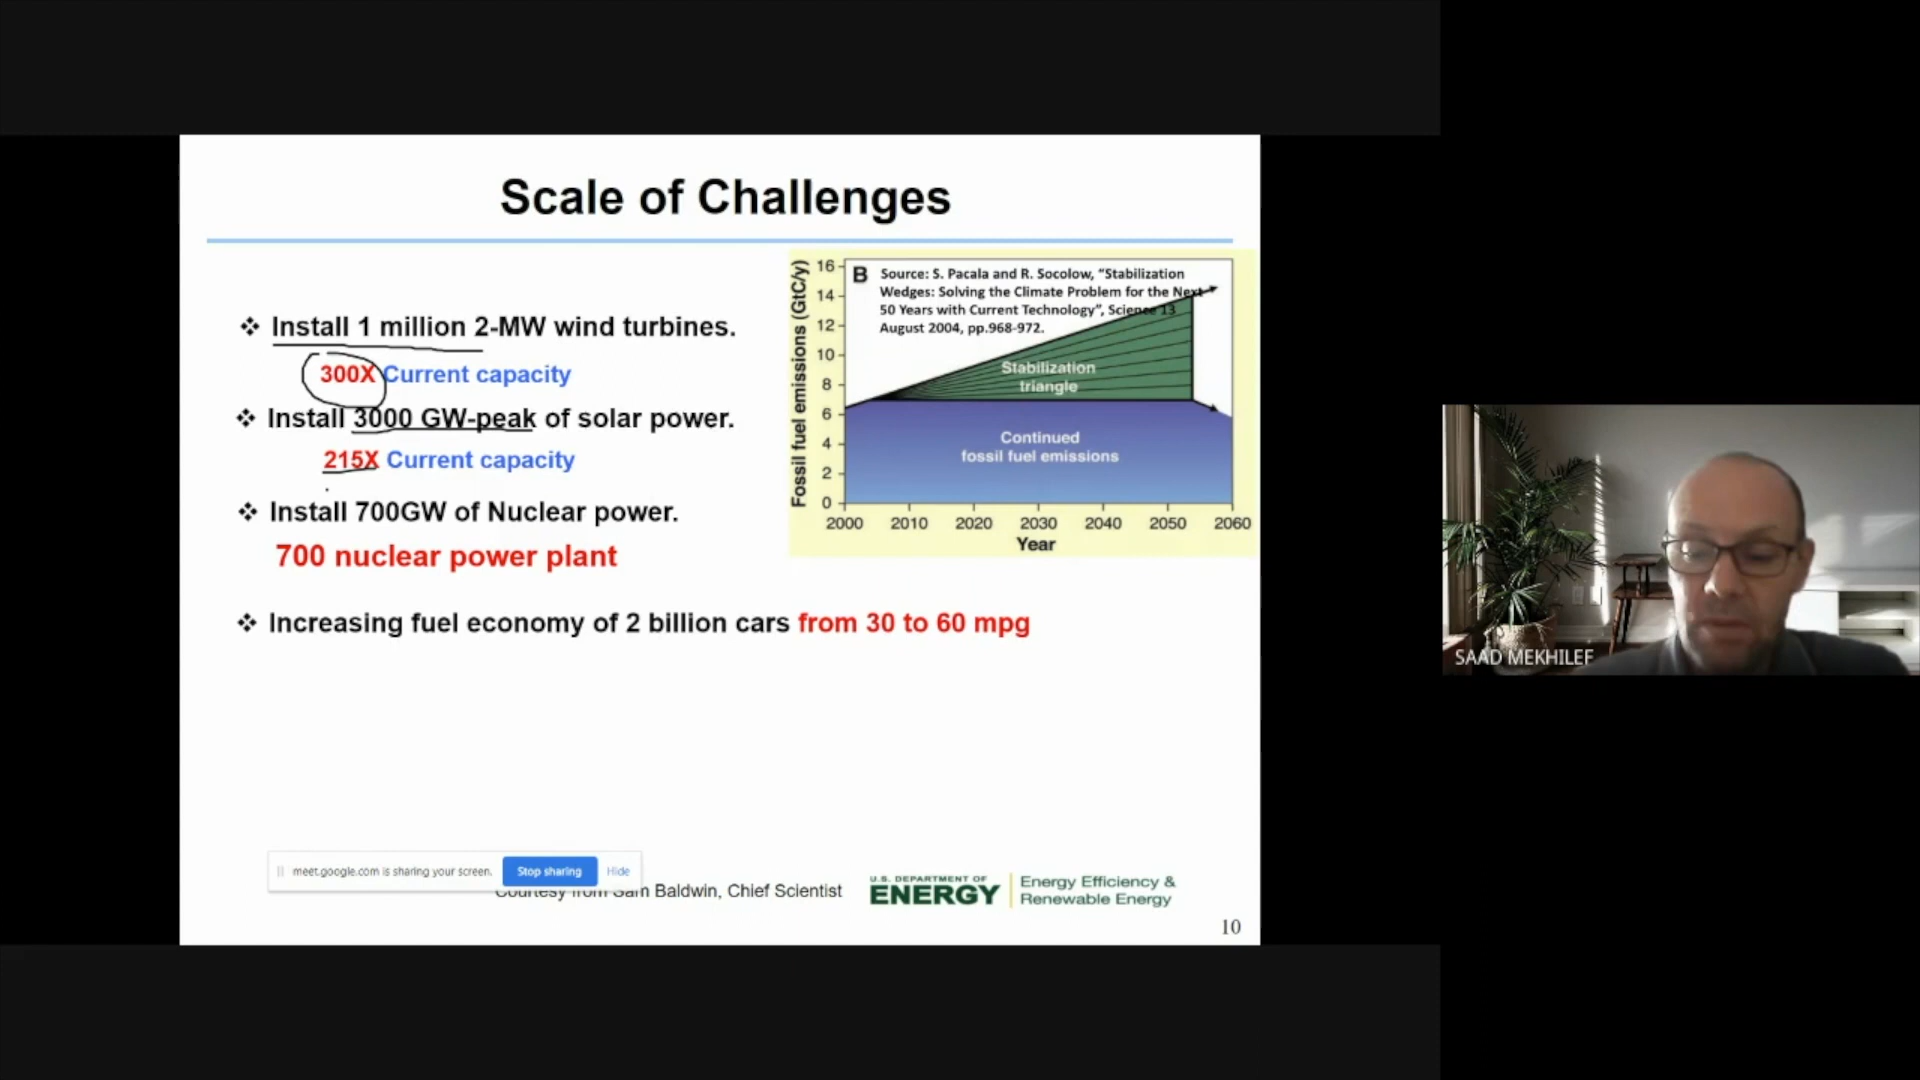 Scale of Challenges
❖ Install 1 million 2-MW wind turbines.
300X Current capacity
❖ Install 3000 GW-peak of solar power.
215X Current capacity
❖ Install 700GW of Nuclear power.
700 nuclear power plant
❖ Increasing fuel economy of 2 billion cars from 30 to 60 mpg
B
Source: S. Pacala and R. Socolow, “Stabilization
Wedges: Solving the Climate Problem for the Next
50 Years with Current Technology”, Science 13
August 2004, pp.968-972.
Fossil fuel emissions (GtC/y)
16
14
12
10
8
6
4
2
0
Stabilization
triangle
Continued
fossil fuel emissions
2000 2010 2020 2030 2040 2050 2060
Year
SAAD MEKHILEF
meet.google.com is sharing your screen. Stop sharing Hide
Courtesy from Sam Baldwin, Chief Scientist
U.S. DEPARTMENT OF
ENERGY
Energy Efficiency &
Renewable Energy
10